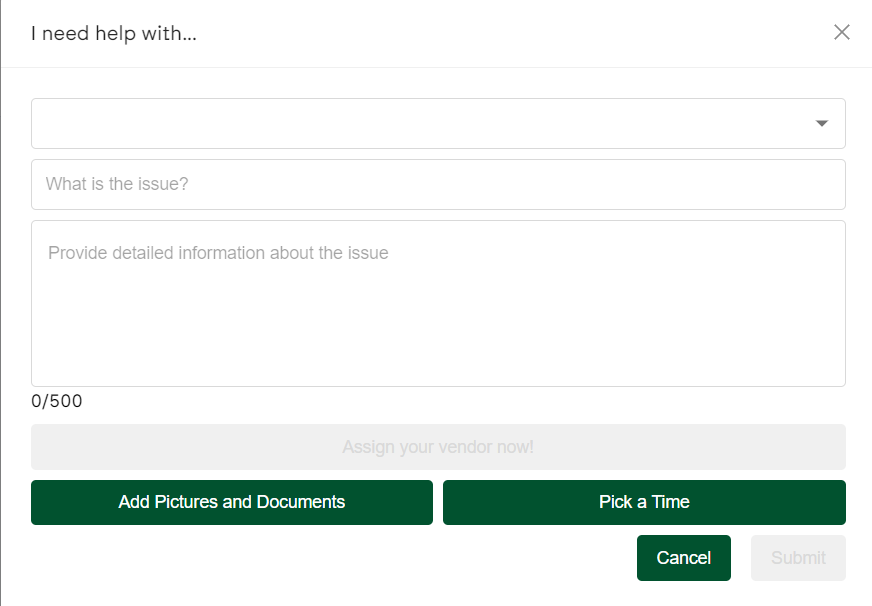 I need help with...
What is the issue?
Provide detailed information about the issue
0/500
Assign your vendor now!
Add Pictures and Documents
Pick a Time
Cancel
Submit